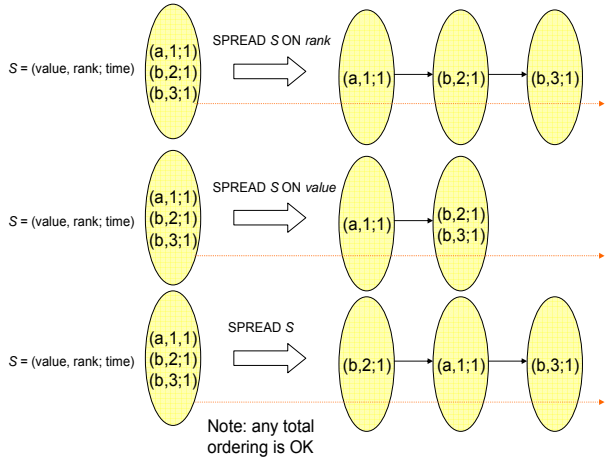 SPREAD S ON rank
S = (value, rank; time)
(a,1;1)
(b,2;1)
(b,3;1)
(a,1;1)
(b,2;1)
(b,3;1)
SPREAD S ON value
S = (value, rank; time)
(a,1;1)
(b,2;1)
(b,3;1)
(a,1;1)
(b,2;1)
(b,3;1)
SPREAD S
S = (value, rank; time)
(a,1,1)
(b,2;1)
(b,3;1)
(b,2;1)
(a,1;1)
(b,3;1)
Note: any total
ordering is OK